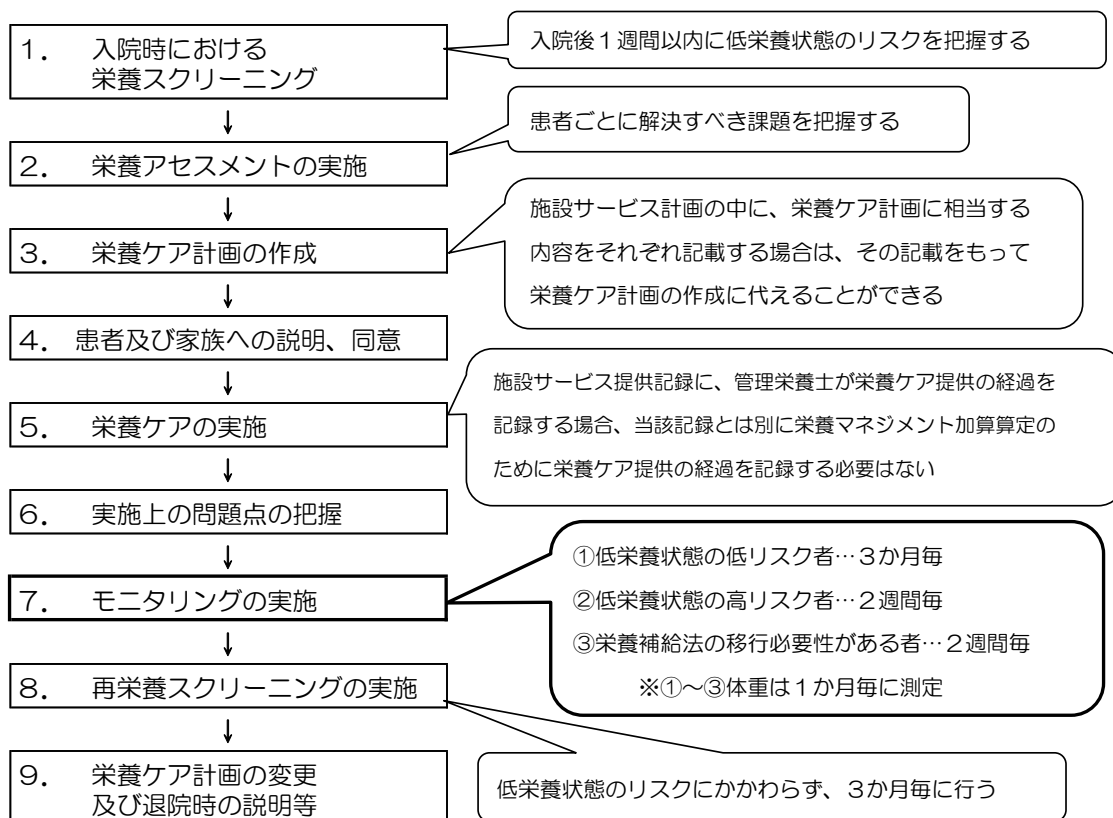 1. 入院時における
栄養スクリーニング
入院後1週間以内に低栄養状態のリスクを把握する
2. 栄養アセスメントの実施
患者ごとに解決すべき課題を把握する
3. 栄養ケア計画の作成
施設サービス計画の中に、栄養ケア計画に相当する
内容をそれぞれ記載する場合は、その記載をもって
栄養ケア計画の作成に代えることができる
4. 患者及び家族への説明、同意
5. 栄養ケアの実施
施設サービス提供記録に、管理栄養士が栄養ケア提供の経過を
記録する場合、当該記録とは別に栄養マネジメント加算算定の
ために栄養ケア提供の経過を記録する必要はない
6. 実施上の問題点の把握
7. モニタリングの実施
①低栄養状態の低リスク者…3か月毎
②低栄養状態の高リスク者…2週間毎
③栄養補給法の移行必要性がある者…2週間毎
※①～③体重は1か月毎に測定
8. 再栄養スクリーニングの実施
低栄養状態のリスクにかかわらず、3か月毎に行う
9. 栄養ケア計画の変更
及び退院時の説明等